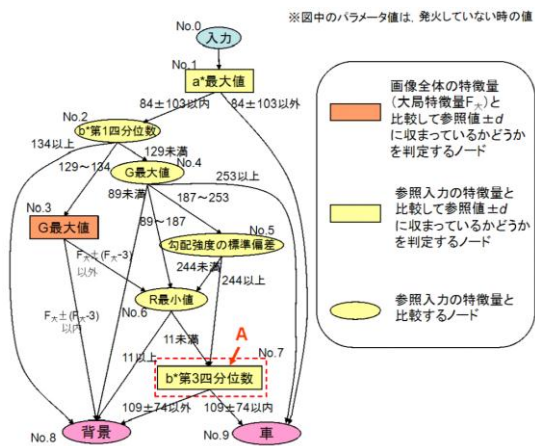 ※図中のパラメータ値は、発火していない時の値
No.0
入力
No.1
a*最大値
84±103以内
84±103以外
No.2
b*第1四分位数
134以上
129～134
129未満
No.4
G最大値
253以上
89未満
187～253
89～187
No.3
G最大値
No.5
勾配強度の標準偏差
F大±(F大-3)
以外
244未満
244以上
R最小値
No.6
F大±(F大-3)
以内
11以上
11未満
A
No.7
b*第3四分位数
109±74以外
109±74以内
背景
No.8
車
No.9
画像全体の特徴量
(大局特徴量F大)と
比較して参照値±d
に収まっているかどうか
を判定するノード
参照入力の特徴量と
比較して参照値±d
に収まっているかどうか
を判定するノード
参照入力の特徴量と
比較するノード